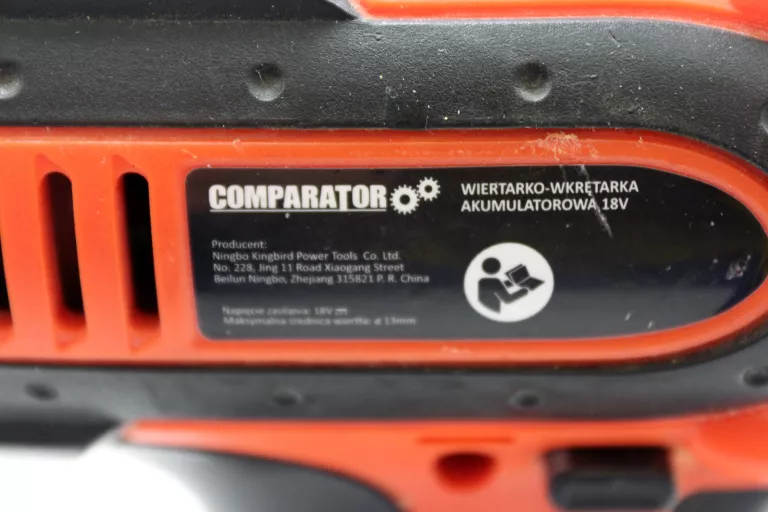 COMPARATOR
WIERTARKO-WKRĘTARKA
AKUMULATOROWA 18V
Producent:
Ningbo Kingbird Power Tools Co. Ltd.
No. 228, Jing 11 Road Xiaogang Street
Beilun Ningbo, Zhejiang 315821 P. R. China
Napięcie zasilania: 18V
Maksymalna średnica wiertła: ø 13mm